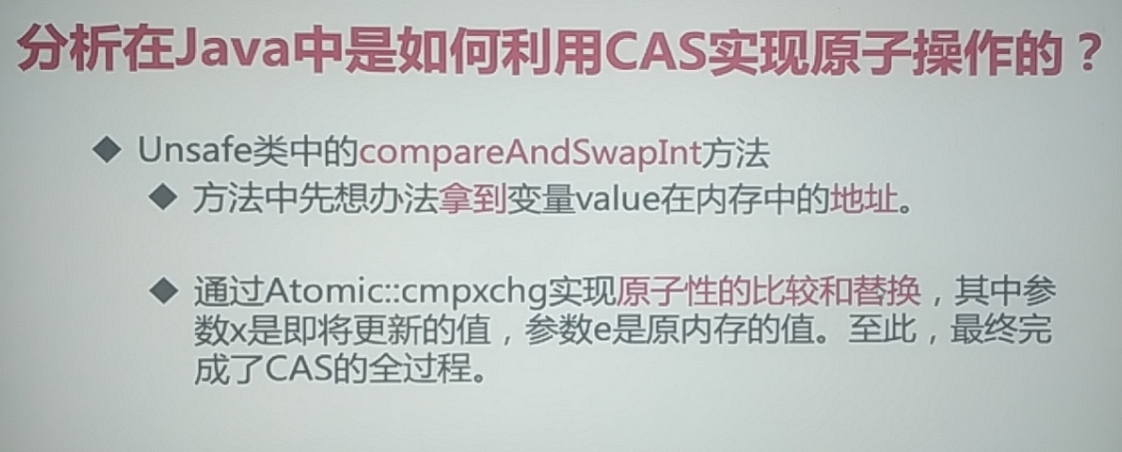 分析在Java中是如何利用CAS实现原子操作的？
◆ Unsafe类中的compareAndSwapInt方法
◆ 方法中先想办法拿到变量value在内存中的地址。
◆ 通过Atomic::cmpxchg实现原子性的比较和替换，其中参
数x是即将更新的值，参数e是原内存的值。至此，最终完
成了CAS的全过程。